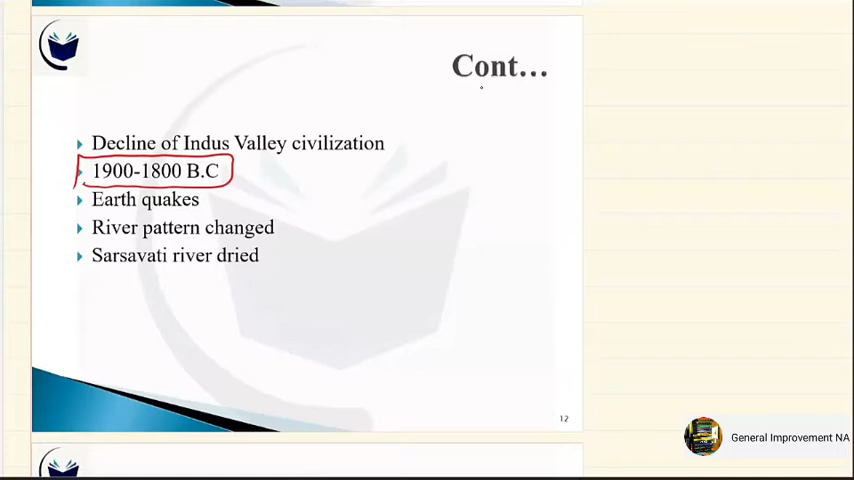 Cont...
Decline of Indus Valley civilization
1900-1800 B.C
Earth quakes
River pattern changed
Sarsavati river dried
12
General Improvement NA